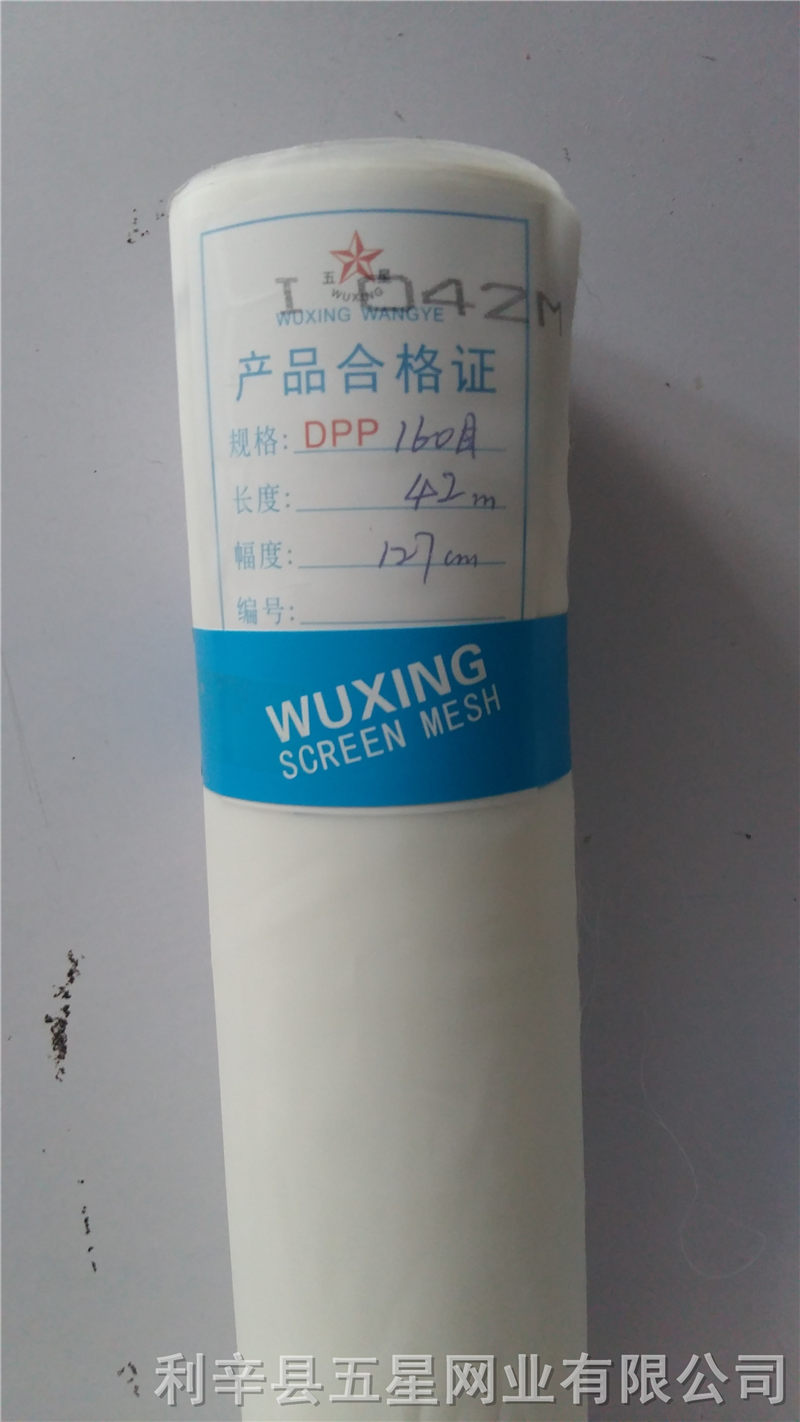 五星
WUXING
I 042M
WUXING WANGYE
产品合格证
规格: DPP 160目
长度: 42m
幅度: 127cm
编号:
WUXING
SCREEN MESH
利辛县五星网业有限公司